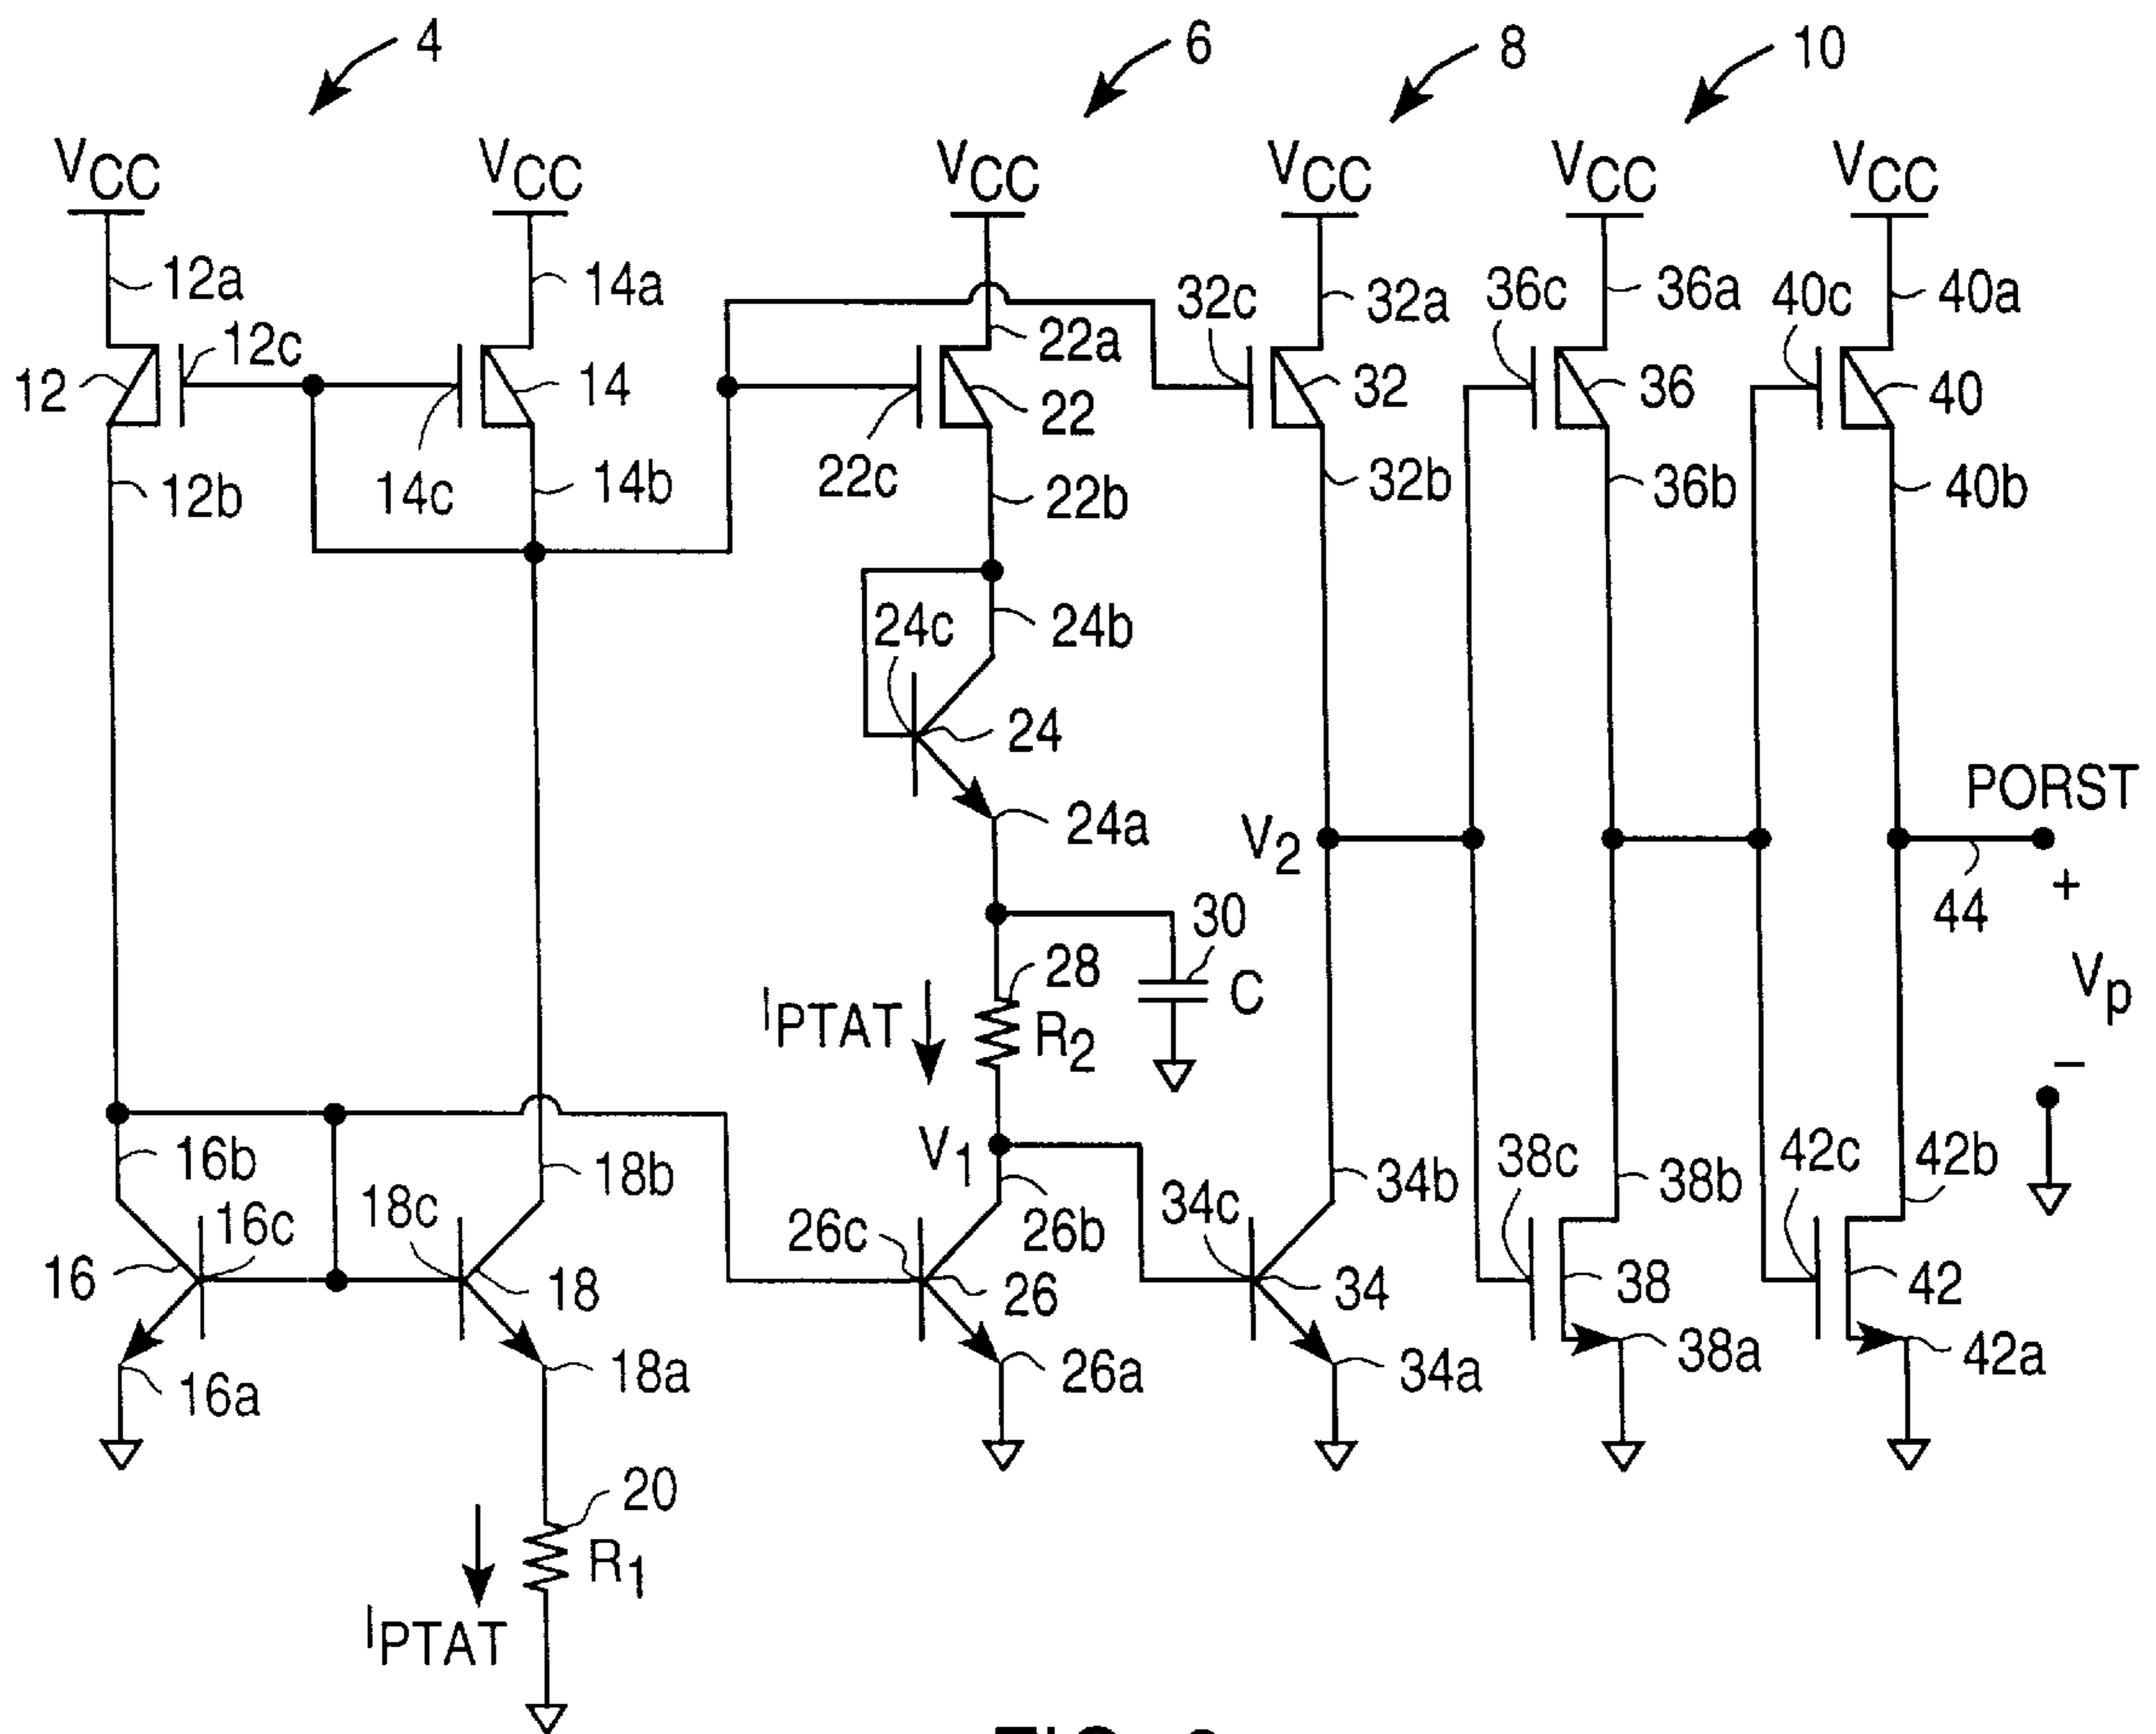 4
6
8
10
VCC
VCC
VCC
VCC
VCC
VCC
12a
14a
22a
32c
32a
36c
36a
40c
40a
12c
12
14
22
32
36
40
12b
14c
14b
22c
22b
32b
36b
40b
24c
24b
24
24a
PORST
V2
+
44
30
28
C
Vp
IPTAT
R2
−
V1
16b
18b
34b
38c
38b
42c
42b
16c
18c
26c
26b
34c
16
18
26
34
38
42
16a
18a
26a
34a
38a
42a
20
R1
IPTAT